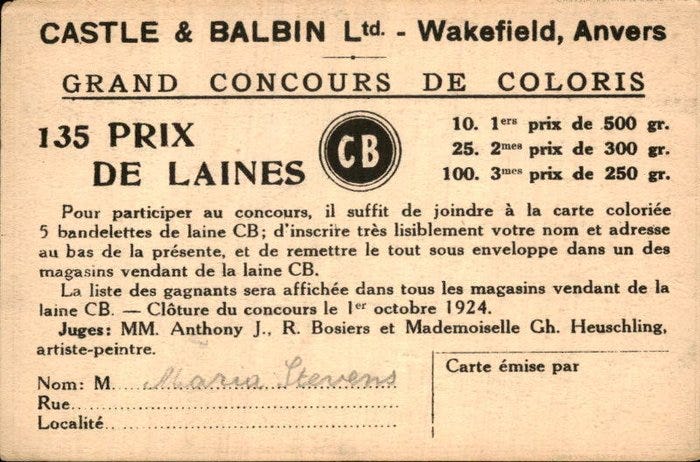 CASTLE & BALBIN Ltd. - Wakefield, Anvers
GRAND CONCOURS DE COLORIS
135 PRIX
DE LAINES
CB
10. 1ers prix de 500 gr.
25. 2mes prix de 300 gr.
100. 3mes prix de 250 gr.
Pour participer au concours, il suffit de joindre à la carte coloriée
5 bandelettes de laine CB; d'inscrire très lisiblement votre nom et adresse
au bas de la présente, et de remettre le tout sous enveloppe dans un des
magasins vendant de la laine CB.
La liste des gagnants sera affichée dans tous les magasins vendant de la
laine CB. — Clôture du concours le 1er octobre 1924.
Juges: MM. Anthony J., R. Bosiers et Mademoiselle Gh. Heuschling,
artiste-peintre.
Nom: M. Maria Stevens
Rue
Localité
Carte émise par